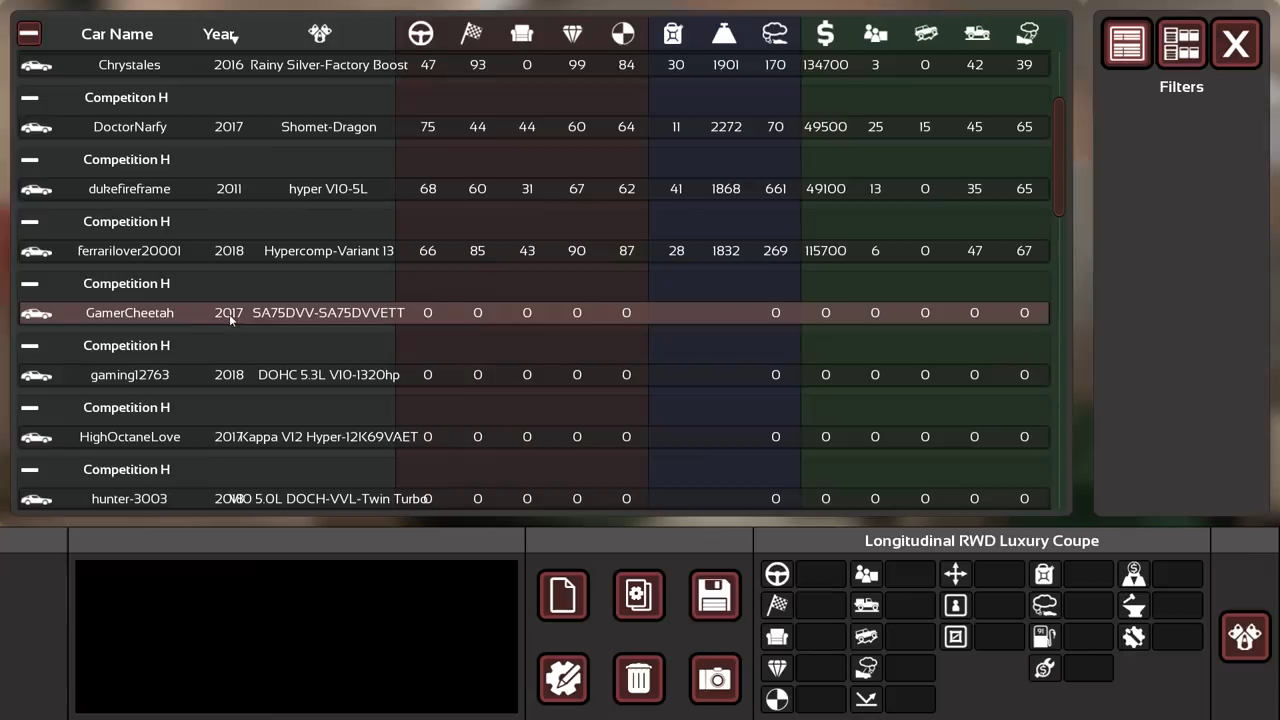 Car Name Year
Chrystales 2016 Rainy Silver-Factory Boost 47 93 0 99 84 30 1901 170 134700 3 0 42 39
Competiton H
DoctorNarfy 2017 Shomet-Dragon 75 44 44 60 64 11 2272 70 49500 25 15 45 65
Competition H
dukefireframe 2011 hyper V10-5L 68 60 31 67 62 41 1868 661 49100 13 0 35 65
Competition H
ferrarilover20001 2018 Hypercomp-Variant 13 66 85 43 90 87 28 1832 269 115700 6 0 47 67
Competition H
GamerCheetah 2017 SA75DVV-SA75DVVETT 0 0 0 0 0 0 0 0 0 0 0
Competition H
gaming12763 2018 DOHC 5.3L V10-1320hp 0 0 0 0 0 0 0 0 0 0 0
Competition H
HighOctaneLove 2017 Kappa V12 Hyper-12K69VAET 0 0 0 0 0 0 0 0 0 0 0
Competition H
hunter-3003 5.0L DOCH-VVL-Twin Turbo 0 0 0 0 0 0 0 0 0 0 0
Filters
Longitudinal RWD Luxury Coupe